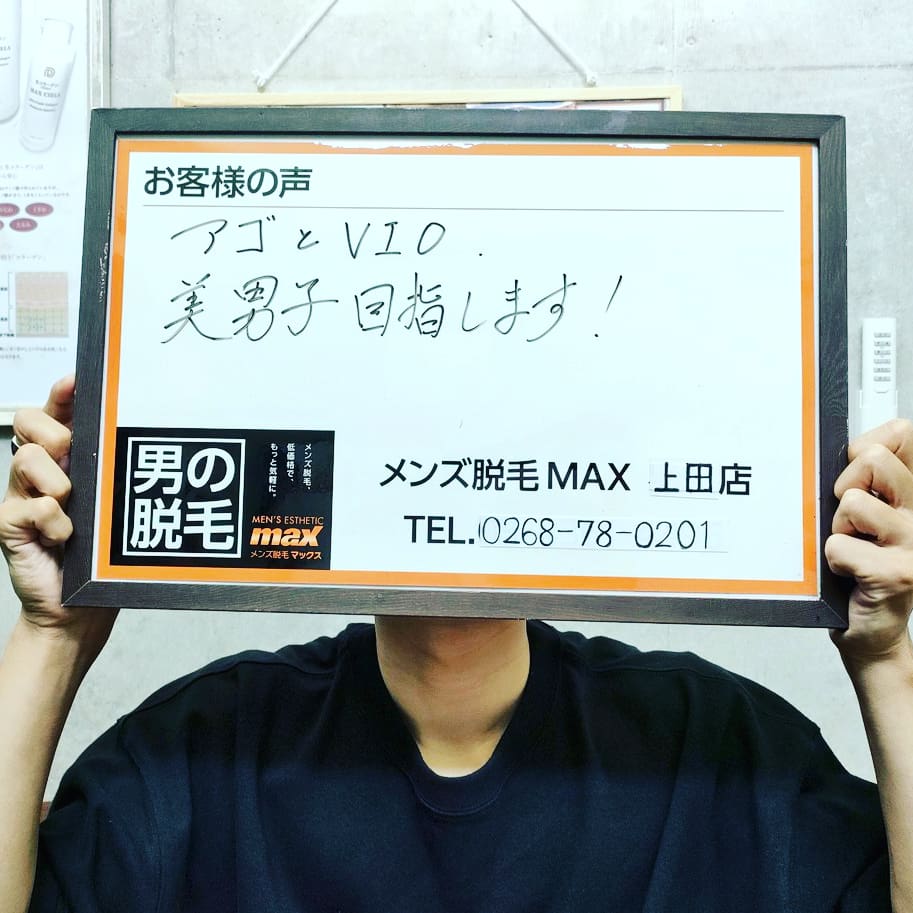 お客様の声
アゴとVIO.
美男子目指します!
男の
脱毛
メンズ脱毛、
低価格で、
もっと気軽に。
MEN'S ESTHETIC
max
メンズ脱毛マックス
メンズ脱毛MAX 上田店
TEL.0268-78-0201